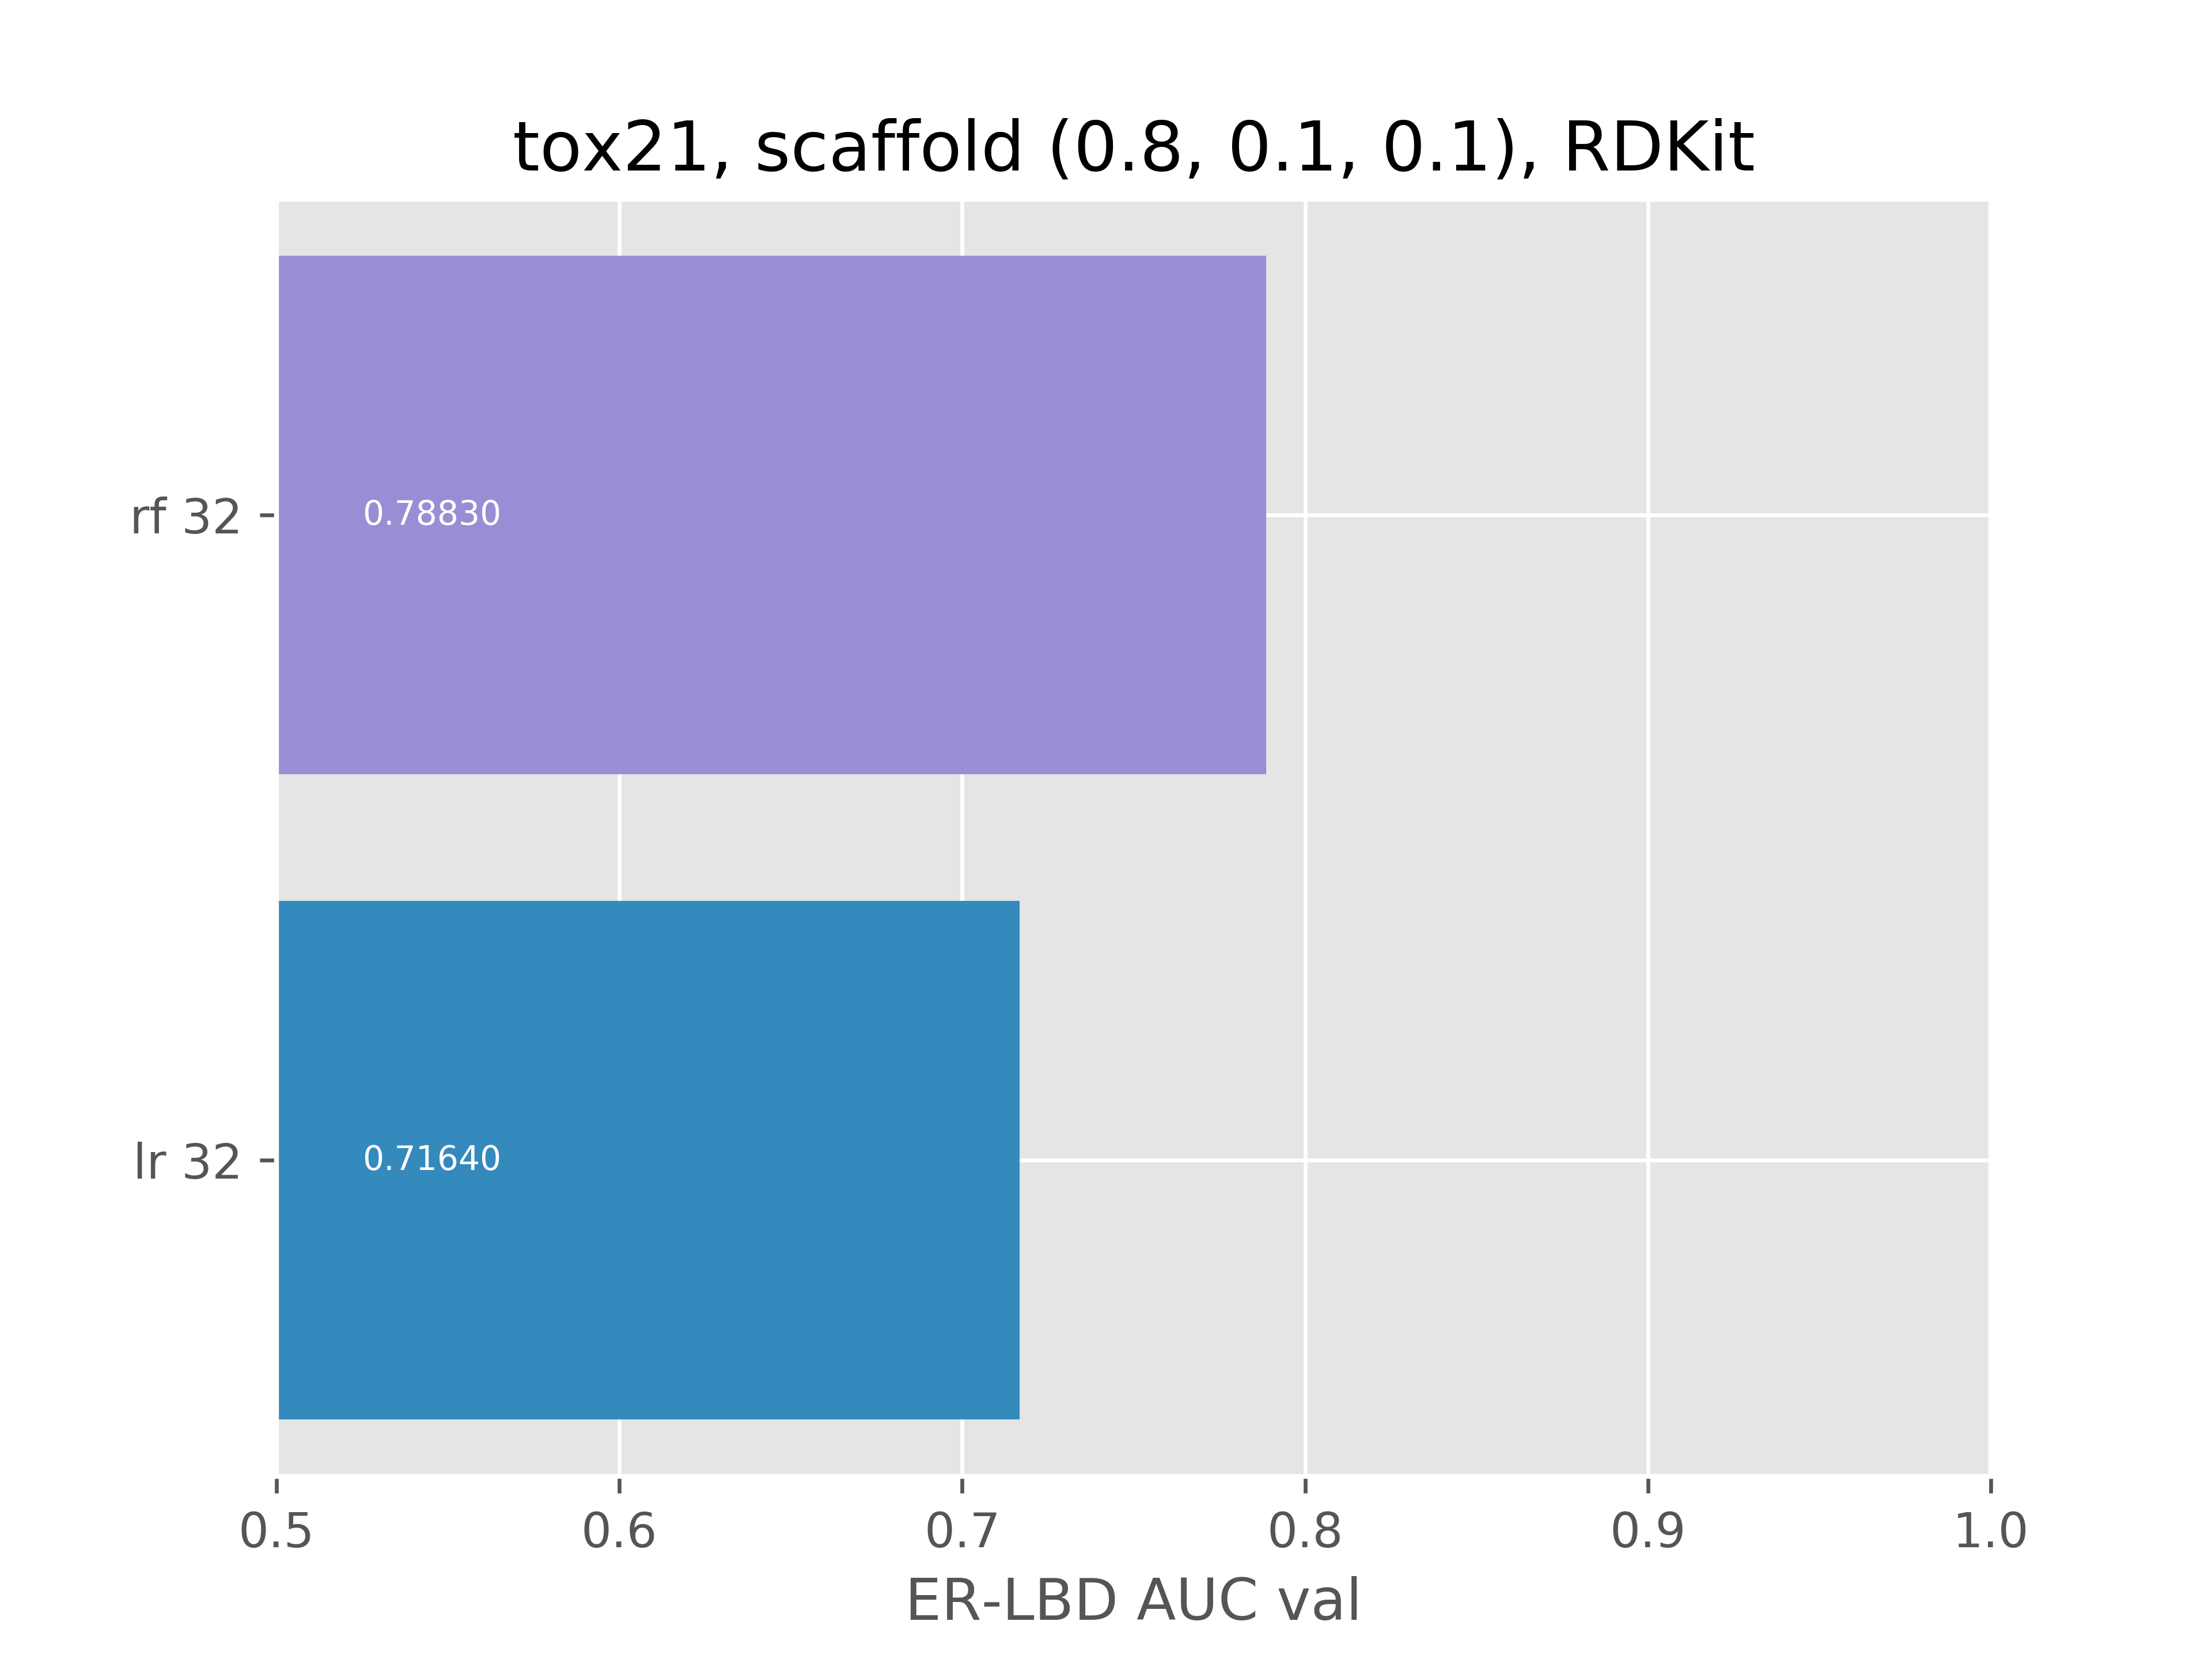 tox21, scaffold (0.8, 0.1, 0.1), RDKit
rf 32
0.78830
lr 32
0.71640
0.5 0.6 0.7 0.8 0.9 1.0
ER-LBD AUC val